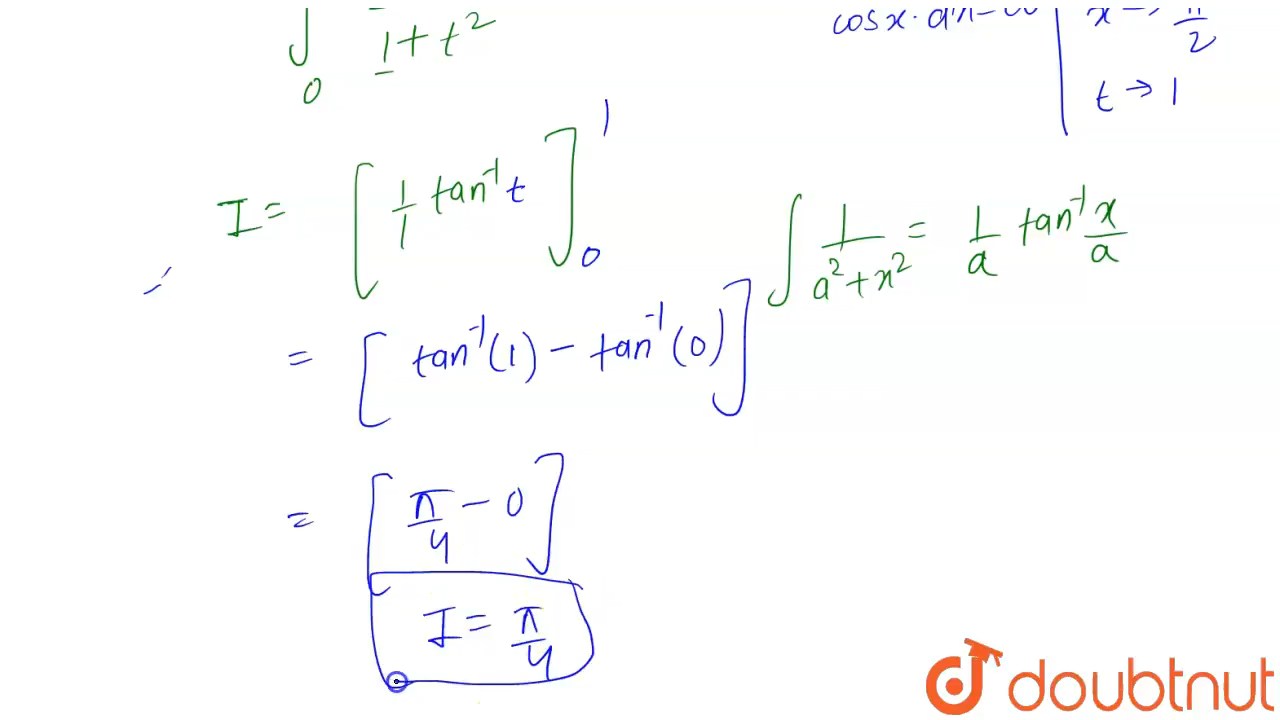 ∫₀ 1 + t²
cos x · dx = x → π/2
t → 1
I = [ 1/1 tan⁻¹ t ]₀¹
∫ 1/(a² + x²) = 1/a tan⁻¹ x/a
= [ tan⁻¹(1) − tan⁻¹(0) ]
= [ π/4 − 0 ]
I = π/4
doubtnut